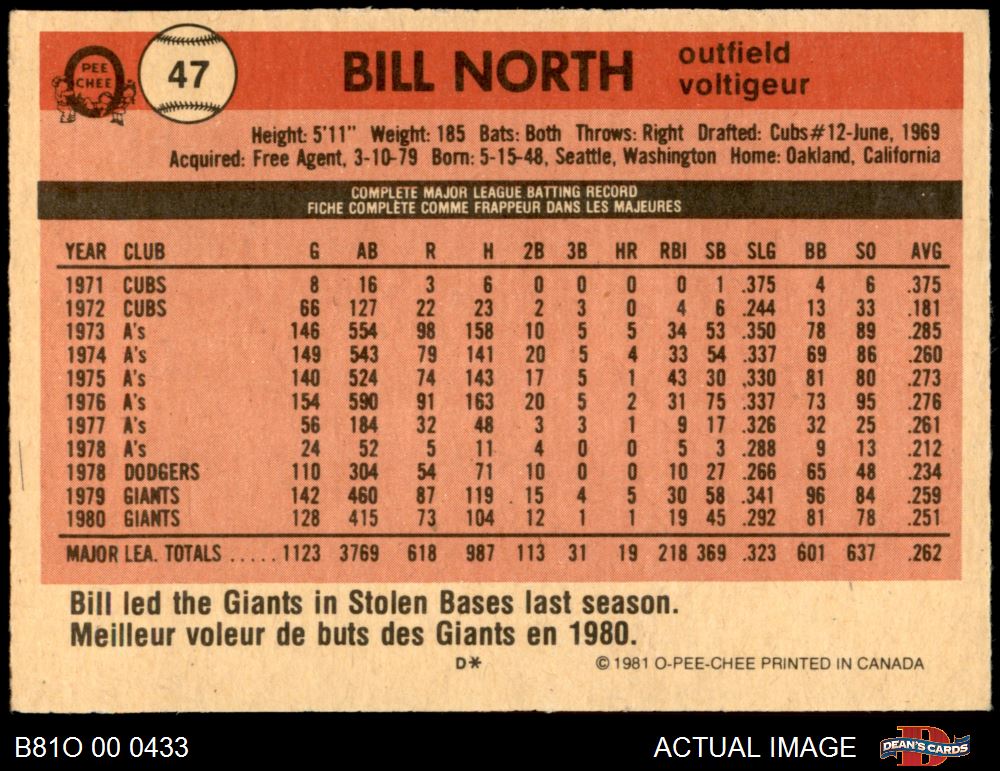 PEE
CHEE
47
BILL NORTH
outfield
voltigeur
Height: 5'11" Weight: 185 Bats: Both Throws: Right Drafted: Cubs#12-June, 1969
Acquired: Free Agent, 3-10-79 Born: 5-15-48, Seattle, Washington Home: Oakland, California
COMPLETE MAJOR LEAGUE BATTING RECORD
FICHE COMPLÈTE COMME FRAPPEUR DANS LES MAJEURES
YEAR CLUB G AB R H 2B 3B HR RBI SB SLG BB SO AVG
1971 CUBS 8 16 3 6 0 0 0 0 1 .375 4 6 .375
1972 CUBS 66 127 22 23 2 3 0 4 6 .244 13 33 .181
1973 A's 146 554 98 158 10 5 5 34 53 .350 78 89 .285
1974 A's 149 543 79 141 20 5 4 33 54 .337 69 86 .260
1975 A's 140 524 74 143 17 5 1 43 30 .330 81 80 .273
1976 A's 154 590 91 163 20 5 2 31 75 .337 73 95 .276
1977 A's 56 184 32 48 3 3 1 9 17 .326 32 25 .261
1978 A's 24 52 5 11 4 0 0 5 3 .288 9 13 .212
1978 DODGERS 110 304 54 71 10 0 0 10 27 .266 65 48 .234
1979 GIANTS 142 460 87 119 15 4 5 30 58 .341 96 84 .259
1980 GIANTS 128 415 73 104 12 1 1 19 45 .292 81 78 .251
MAJOR LEA. TOTALS ..... 1123 3769 618 987 113 31 19 218 369 .323 601 637 .262
Bill led the Giants in Stolen Bases last season.
Meilleur voleur de buts des Giants en 1980.
D* © 1981 O-PEE-CHEE PRINTED IN CANADA
B81O 00 0433 ACTUAL IMAGE DEAN'S CARDS